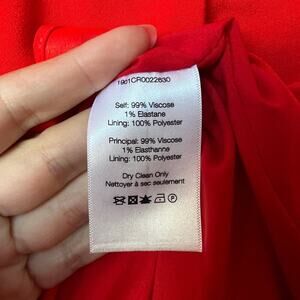 1901CR0022630
Self: 99% Viscose
1% Elastane
Lining: 100% Polyester
Principal: 99% Viscose
1% Elasthanne
Lining: 100% Polyester
Dry Clean Only
Nettoyer à sec seulement